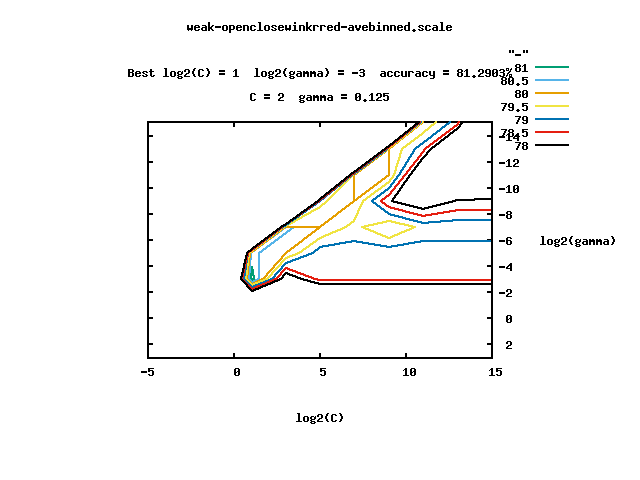 weak-openclosewinkrred-avebinned.scale
"_"
Best log2(C) = 1 log2(gamma) = -3 accuracy = 81.2903%
C = 2 gamma = 0.125
81
80.5
80
79.5
79
78.5
78
-14
-12
-10
-8
-6
-4
-2
0
2
log2(gamma)
-5 0 5 10 15
log2(C)